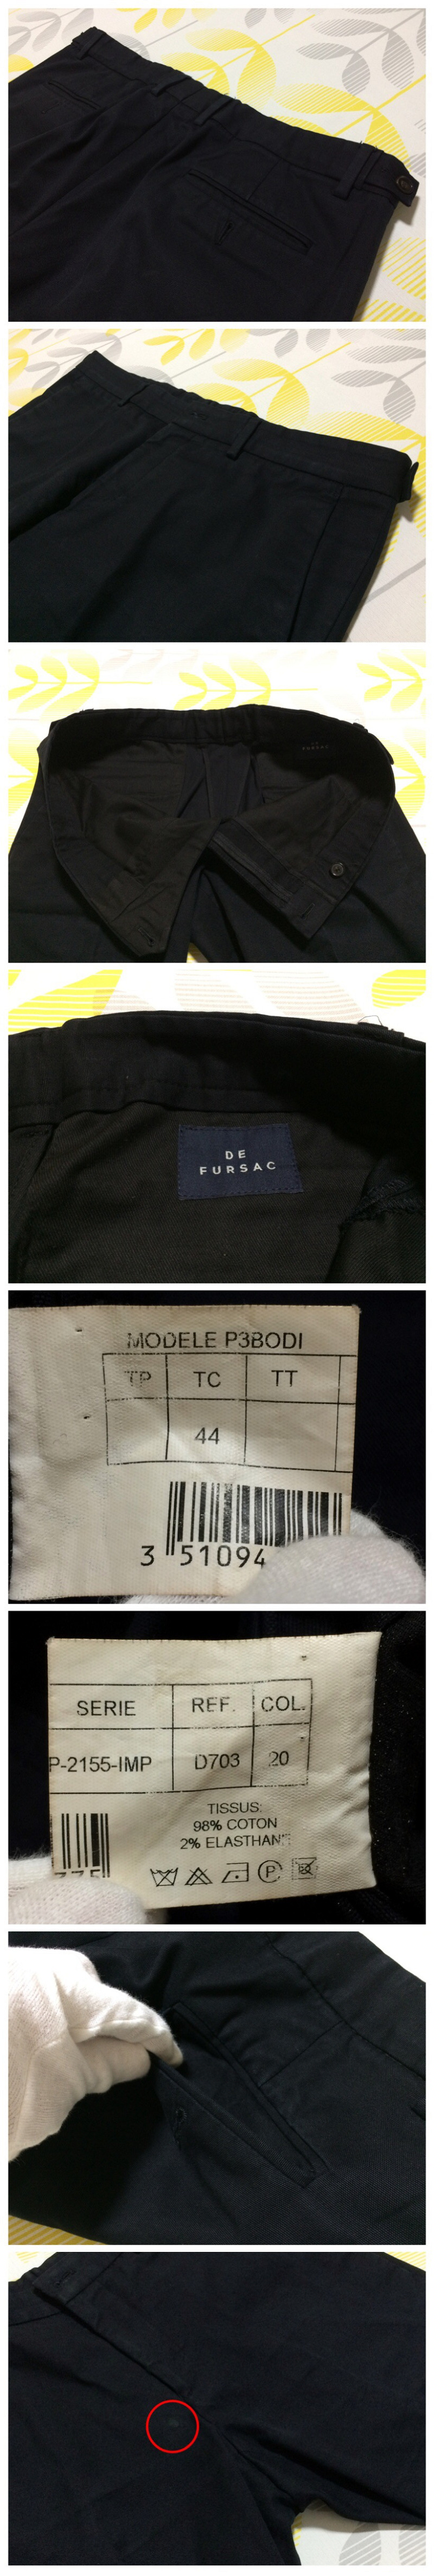 FURSAC
DE
FURSAC
MODELE P3BODI
TP TC TT
44
3 51094
SERIE REF. COL.
P-2155-IMP D703 20
TISSUS:
98% COTON
2% ELASTHAN
P